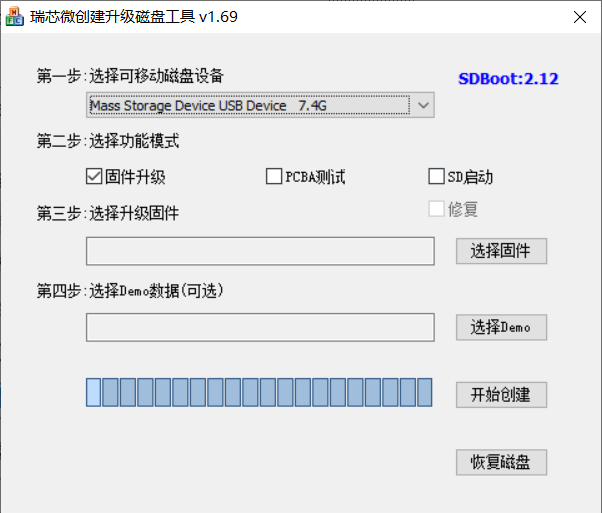 瑞芯微创建升级磁盘工具 v1.69
第一步:选择可移动磁盘设备
SDBoot:2.12
Mass Storage Device USB Device 7.4G
第二步:选择功能模式
固件升级 PCBA测试 SD启动
第三步:选择升级固件 修复
选择固件
第四步:选择Demo数据(可选)
选择Demo
开始创建
恢复磁盘